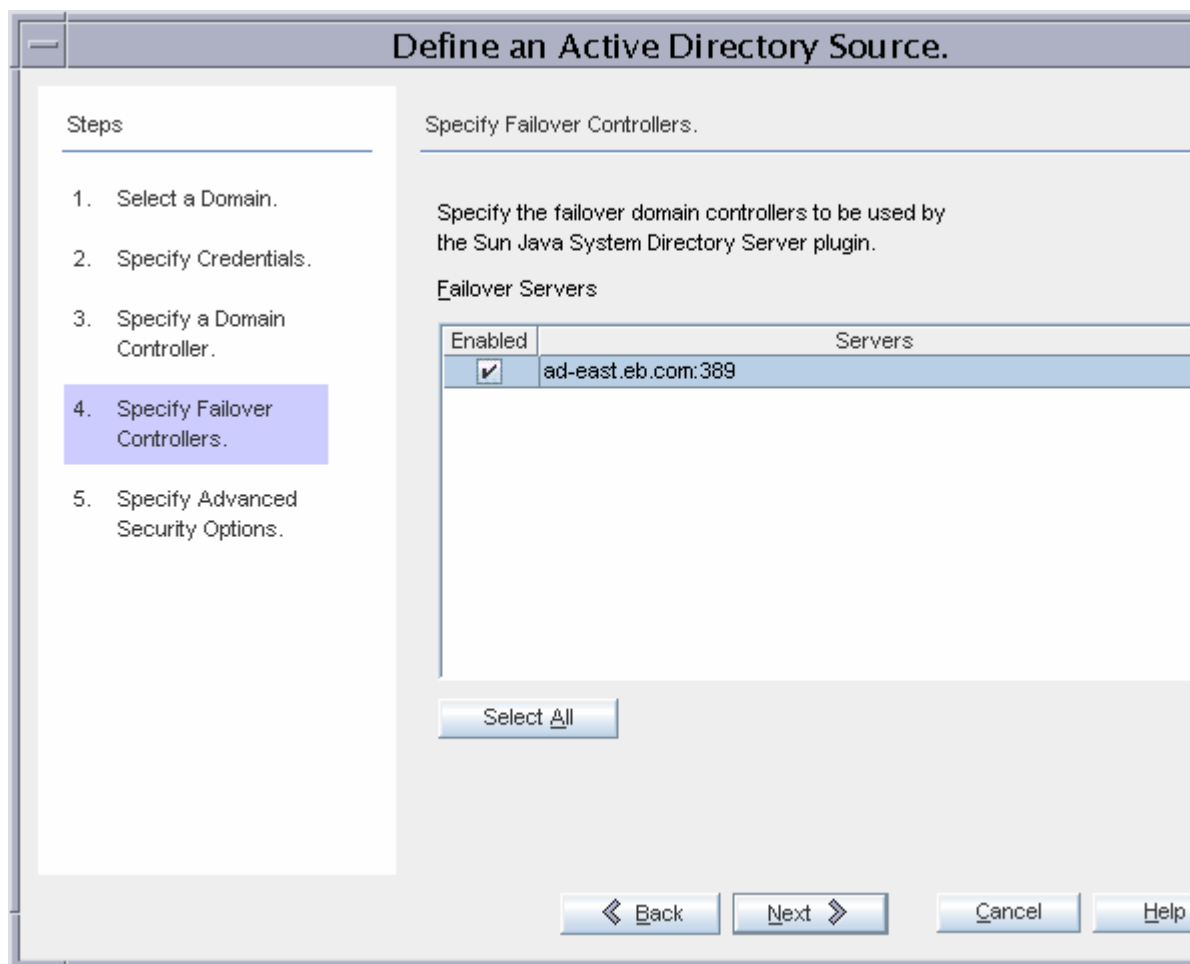 Define an Active Directory Source.
Steps
1. Select a Domain.
2. Specify Credentials.
3. Specify a Domain
Controller.
4. Specify Failover
Controllers.
5. Specify Advanced
Security Options.
Specify Failover Controllers.
Specify the failover domain controllers to be used by
the Sun Java System Directory Server plugin.
Failover Servers
Enabled Servers
ad-east.eb.com:389
Select All
Back Next Cancel Help